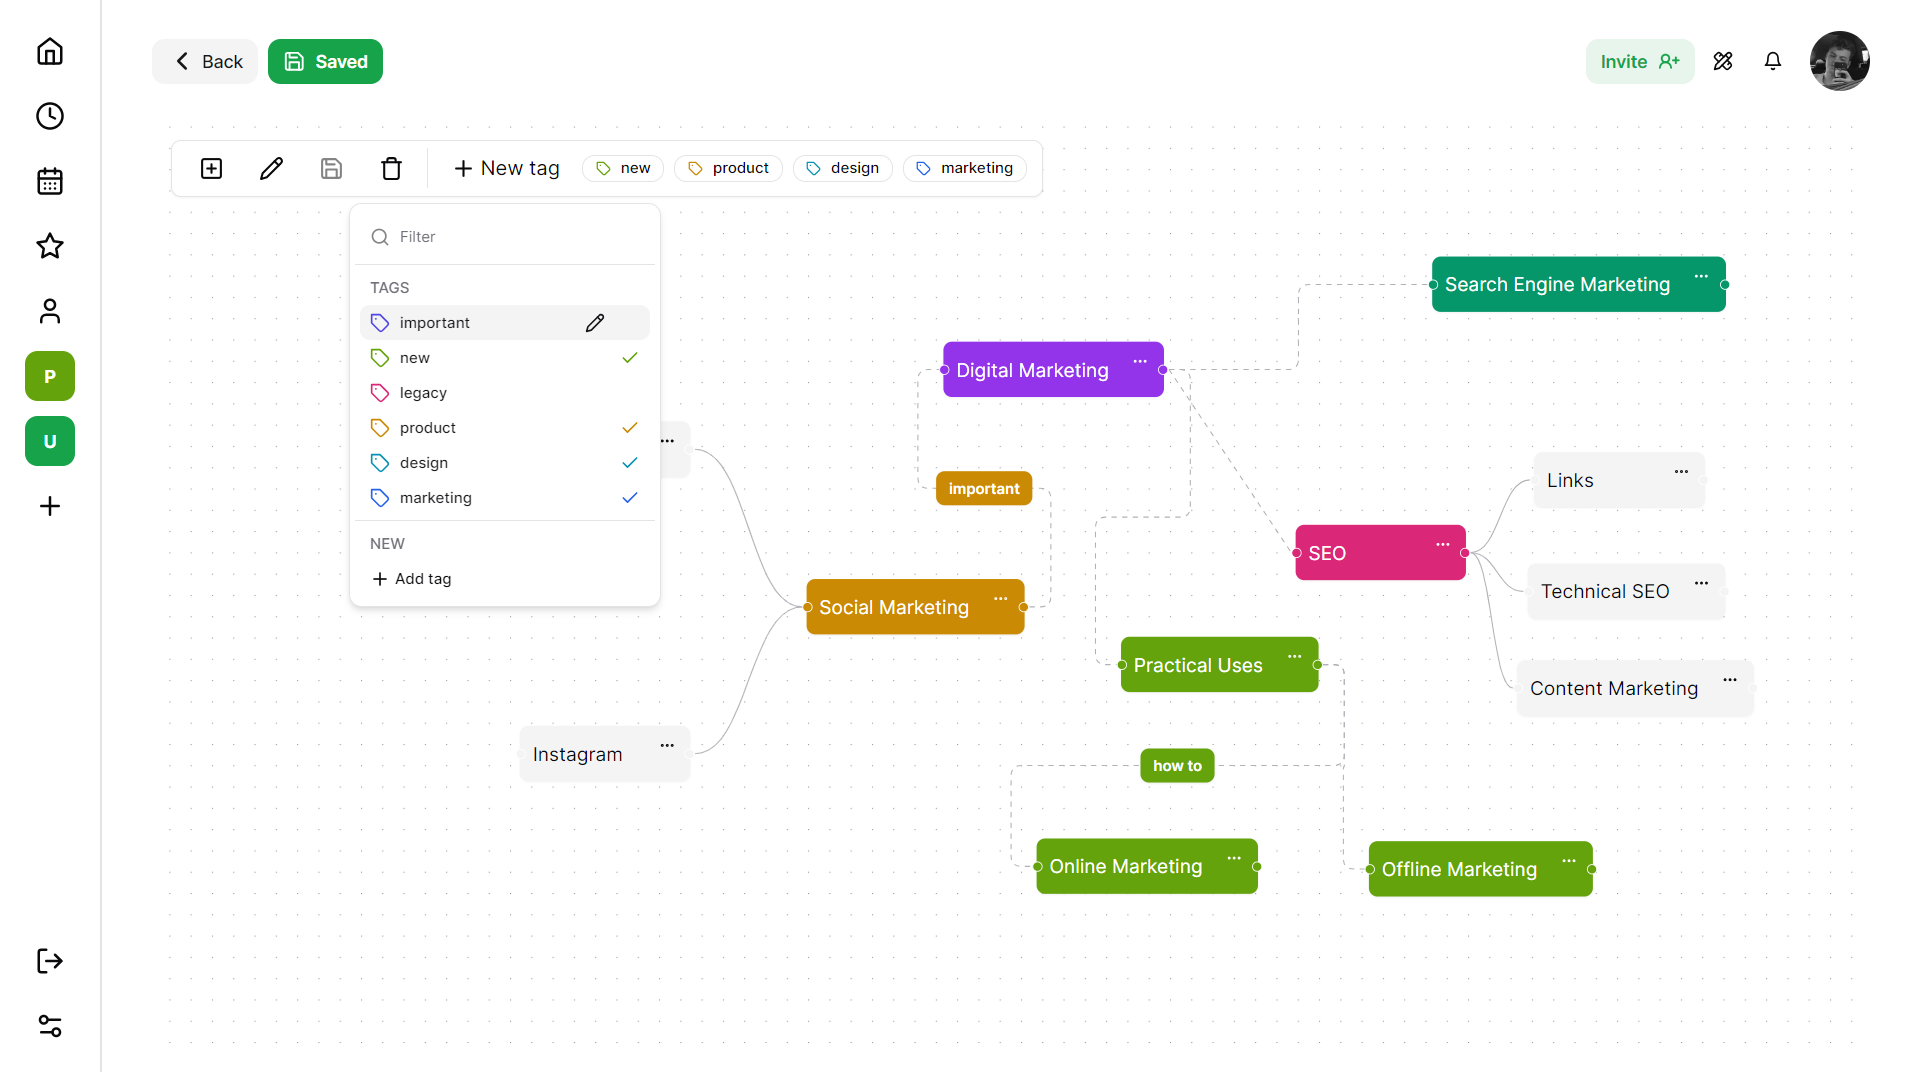 Back
Saved
Invite
New tag
new
product
design
marketing
Filter
TAGS
important
new
legacy
product
design
marketing
NEW
Add tag
P
U
Search Engine Marketing
Digital Marketing
important
Links
SEO
Technical SEO
Social Marketing
Practical Uses
Content Marketing
Instagram
how to
Online Marketing
Offline Marketing